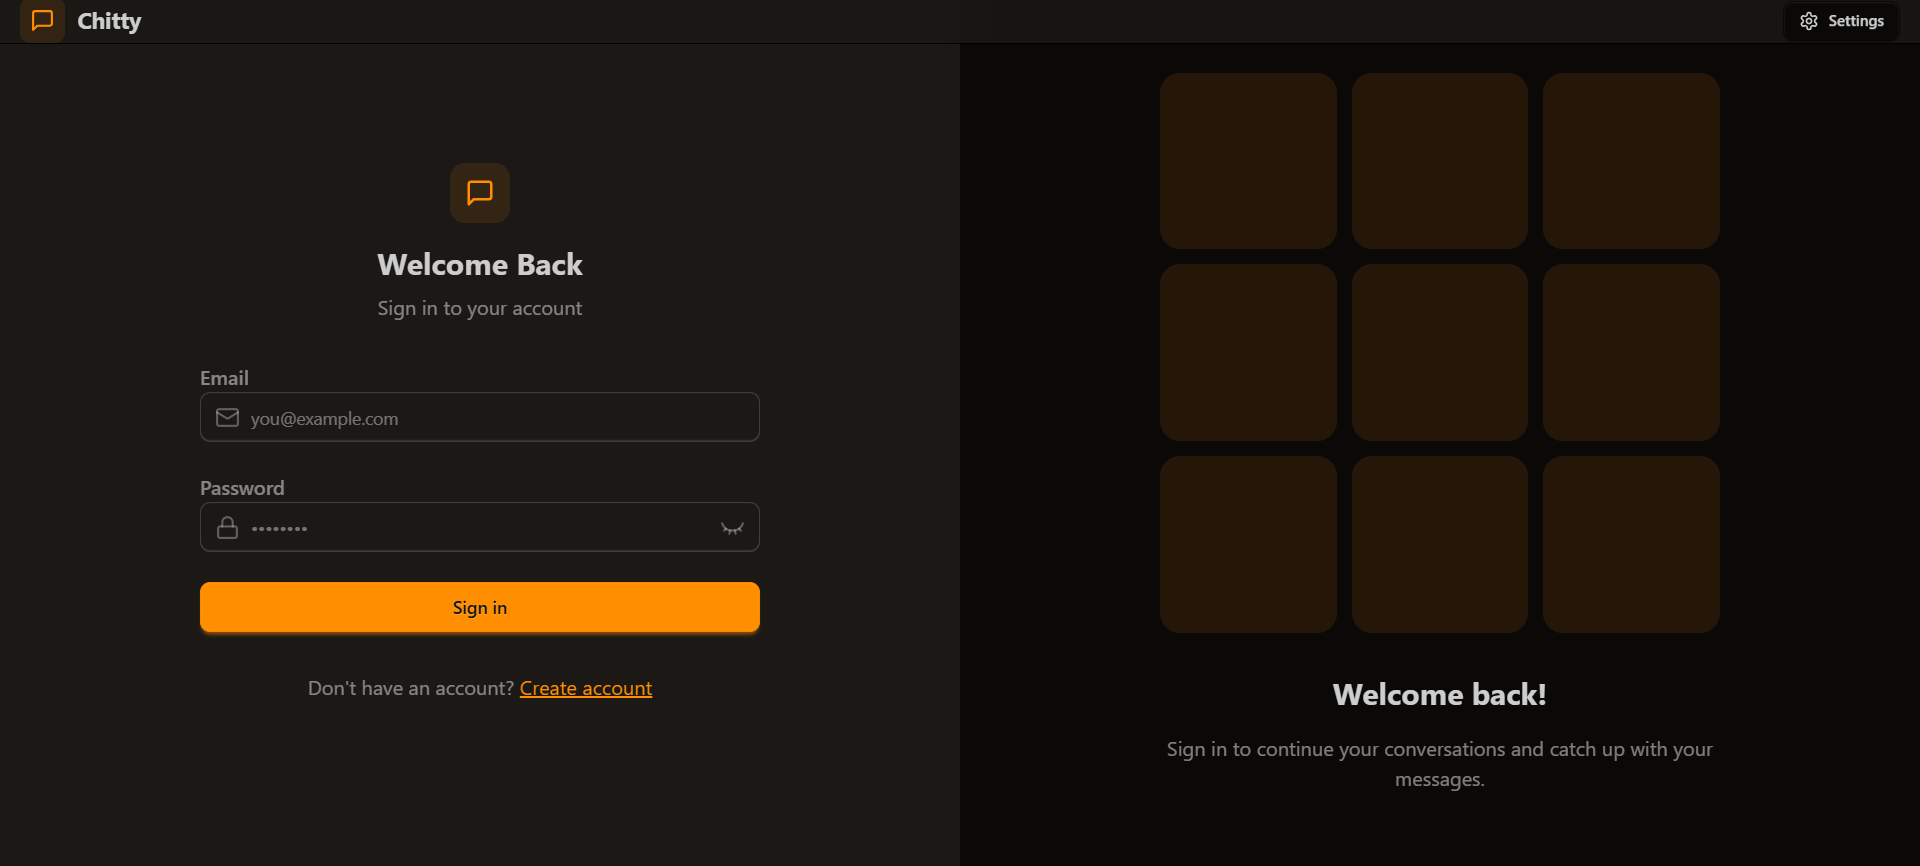 Chitty
Settings
Welcome Back
Sign in to your account
Email
you@example.com
Password
••••••••
Sign in
Don't have an account? Create account
Welcome back!
Sign in to continue your conversations and catch up with your
messages.